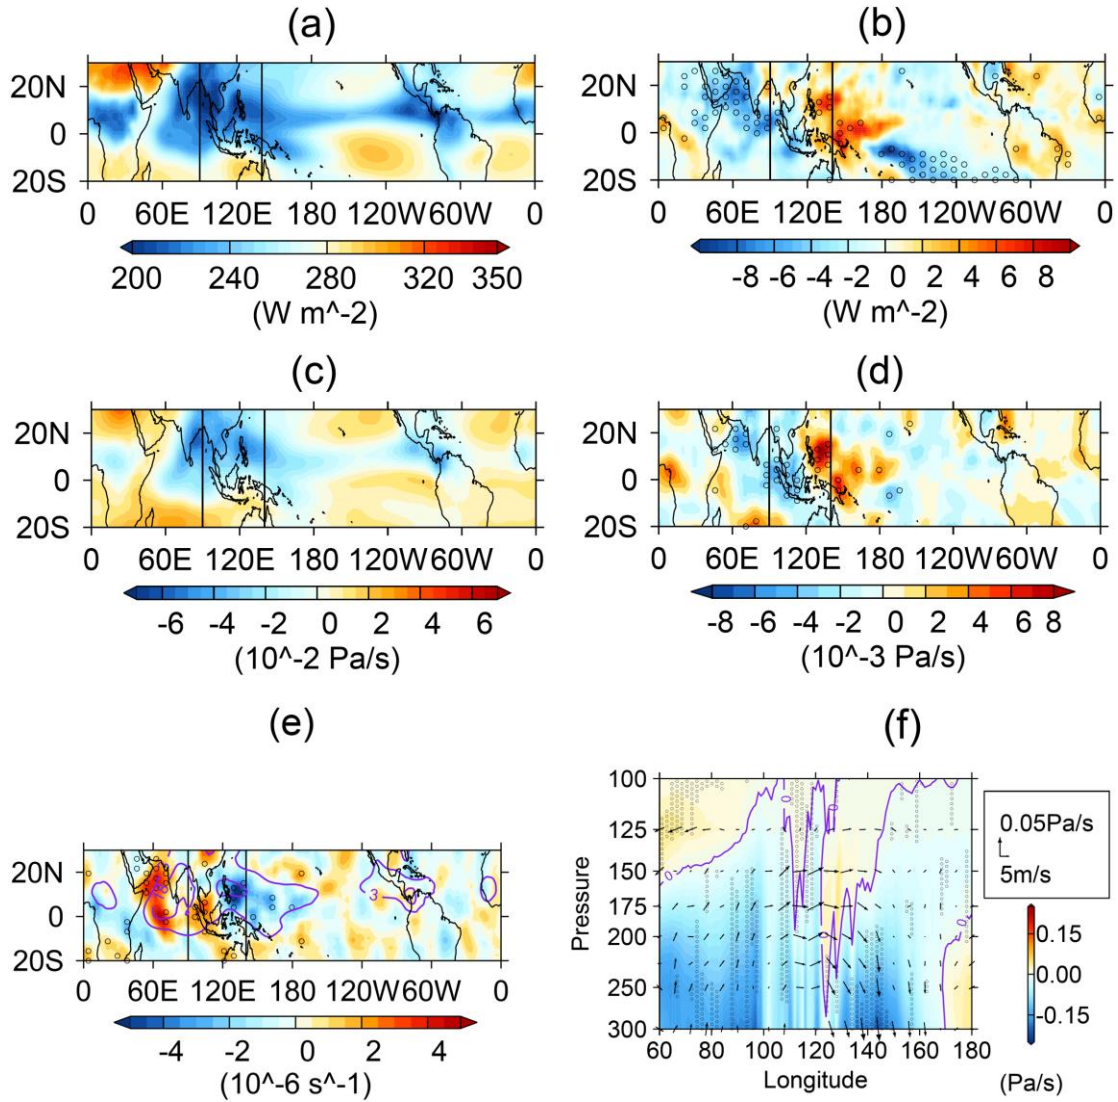 (a)
(b)
20N
0
20S
0 60E 120E 180 120W 60W 0
200 240 280 320 350
(W m^-2)
20N
0
20S
0 60E 120E 180 120W 60W 0
-8 -6 -4 -2 0 2 4 6 8
(W m^-2)
(c)
(d)
20N
0
20S
0 60E 120E 180 120W 60W 0
-6 -4 -2 0 2 4 6
(10^-2 Pa/s)
20N
0
20S
0 60E 120E 180 120W 60W 0
-8 -6 -4 -2 0 2 4 6 8
(10^-3 Pa/s)
(e)
(f)
20N
0
20S
3
0 60E 120E 180 120W 60W 0
-4 -2 0 2 4
(10^-6 s^-1)
Pressure
100
125
150
175
200
250
300
0
0
0
0
60 80 100 120 140 160 180
Longitude
0.05Pa/s
5m/s
0.15
0.00
-0.15
(Pa/s)